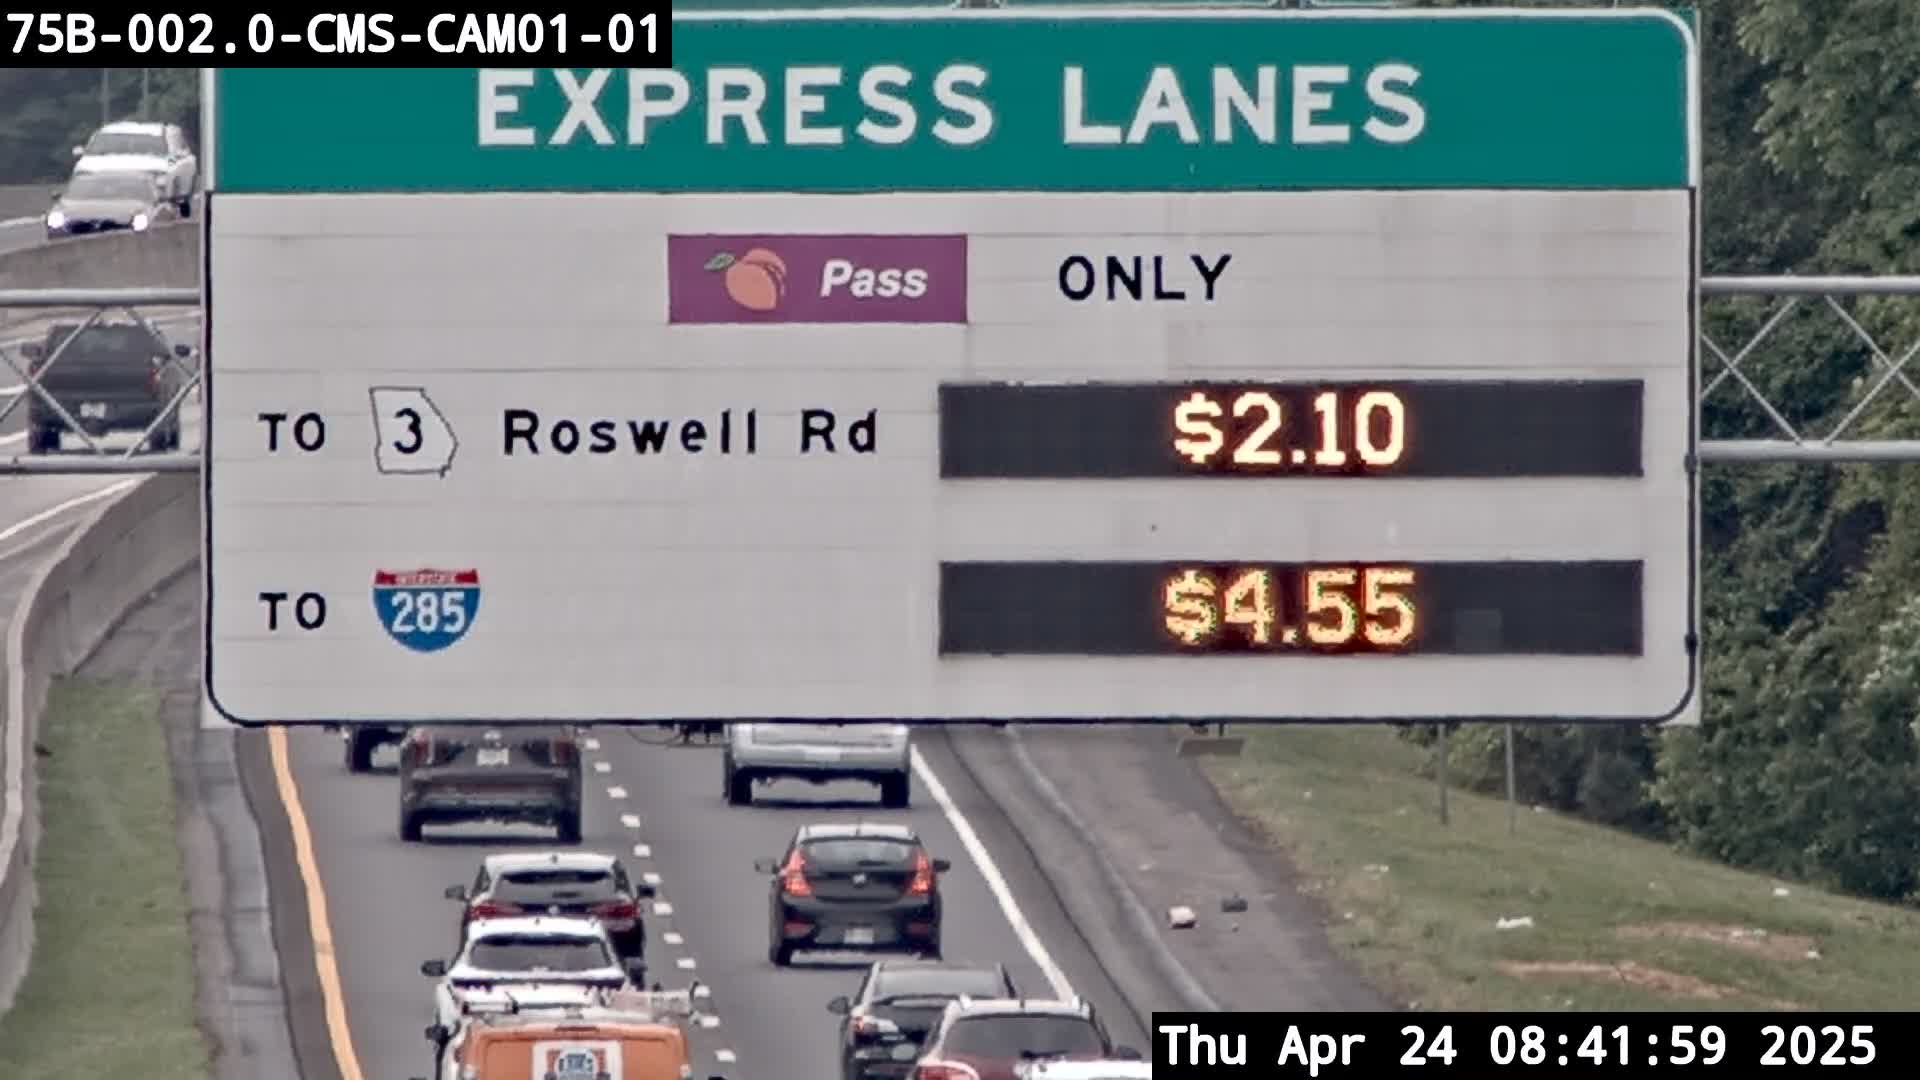 75B-002.0-CMS-CAM01-01
EXPRESS LANES
Pass ONLY
TO 3 Roswell Rd $2.10
TO 285 $4.55
Thu Apr 24 08:41:59 2025